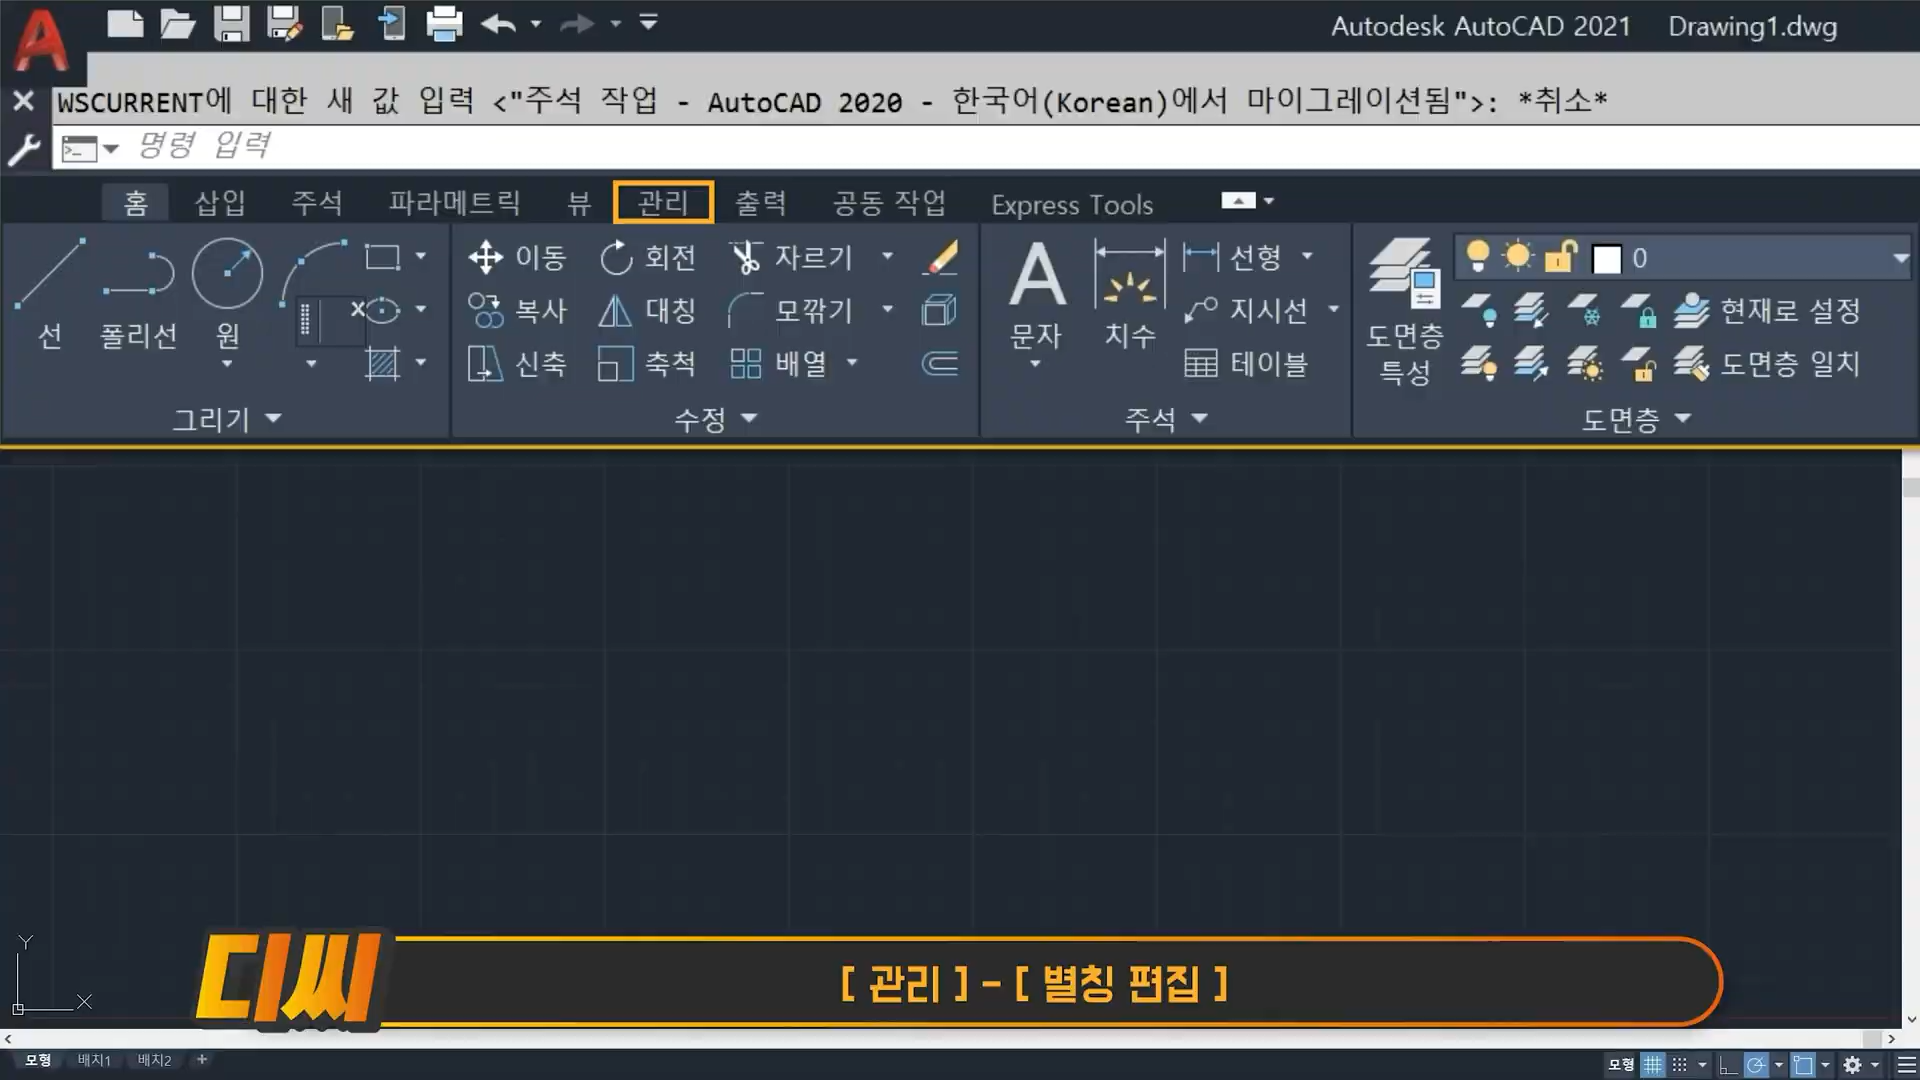 Autodesk AutoCAD 2021 Drawing1.dwg
WSCURRENT에 대한 새 값 입력 <"주석 작업 - AutoCAD 2020 - 한국어(Korean)에서 마이그레이션됨">: *취소*
명령 입력
홈 삽입 주석 파라메트릭 뷰 관리 출력 공동 작업 Express Tools
이동 회전 자르기 선형 0
복사 대칭 모깎기 지시선 현재로 설정
선 폴리선 원 문자 치수 도면층 특성
신축 축척 배열 테이블 도면층 일치
그리기 수정 주석 도면층
디씨
[ 관리 ] - [ 별칭 편집 ]
Y
X
모형 배치1 배치2 + 모형